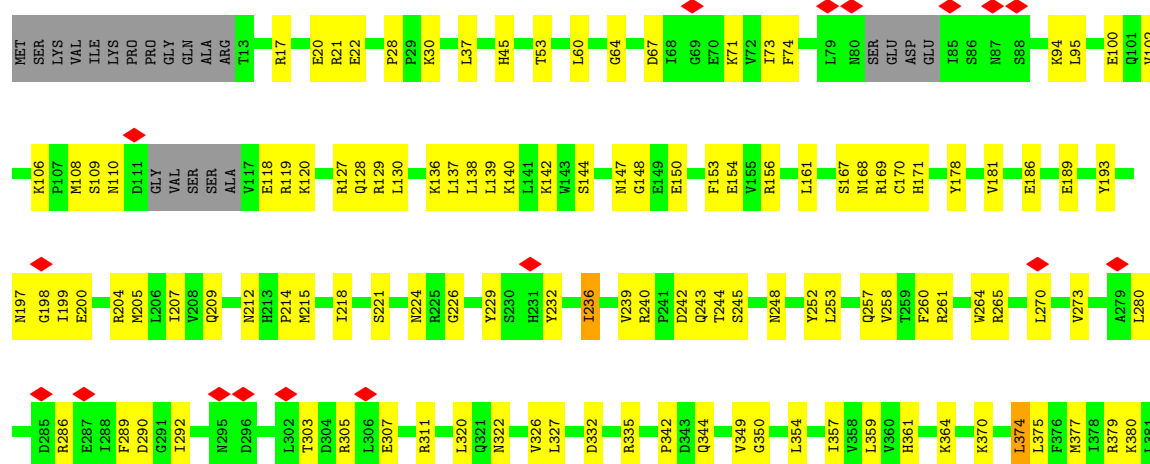 MET SER LYS VAL ILE LYS PRO PRO GLY GLN ALA ARG T13 R17 E20 R21 E22 P28 P29 K30 L37 H45 T53 L60 G64 D67 I68 G69 E70 K71 V72 I73 F74 L79 N80 SER GLU ASP GLU I85 S86 N87 S88 K94 L95 E100 Q101 V102
K106 P107 M108 S109 N110 D111 GLY VAL SER SER ALA V117 E118 R119 K120 R127 Q128 R129 L130 K136 L137 L138 L139 K140 L141 K142 W143 S144 N147 G148 E149 E150 F153 E154 V155 R156 L161 S167 N168 R169 C170 H171 Y178 V181 E186 E189 Y193
N197 G198 I199 E200 R204 M205 L206 I207 V208 Q209 N212 H213 P214 M215 I218 S221 N224 R225 G226 Y229 S230 H231 Y232 I236 V239 R240 P241 D242 Q243 T244 S245 N248 Y252 L253 Q257 V258 T259 F260 R261 W264 R265 L270 V273 A279 L280
D285 R286 E287 I288 F289 D290 G291 I292 N295 D296 L302 T303 D304 R305 L306 E307 R311 L320 Q321 N322 V326 L327 D332 R335 P342 D343 Q344 V349 G350 L354 I357 V358 L359 V360 H361 K364 K370 L374 L375 F376 M377 I378 R379 K380 L381